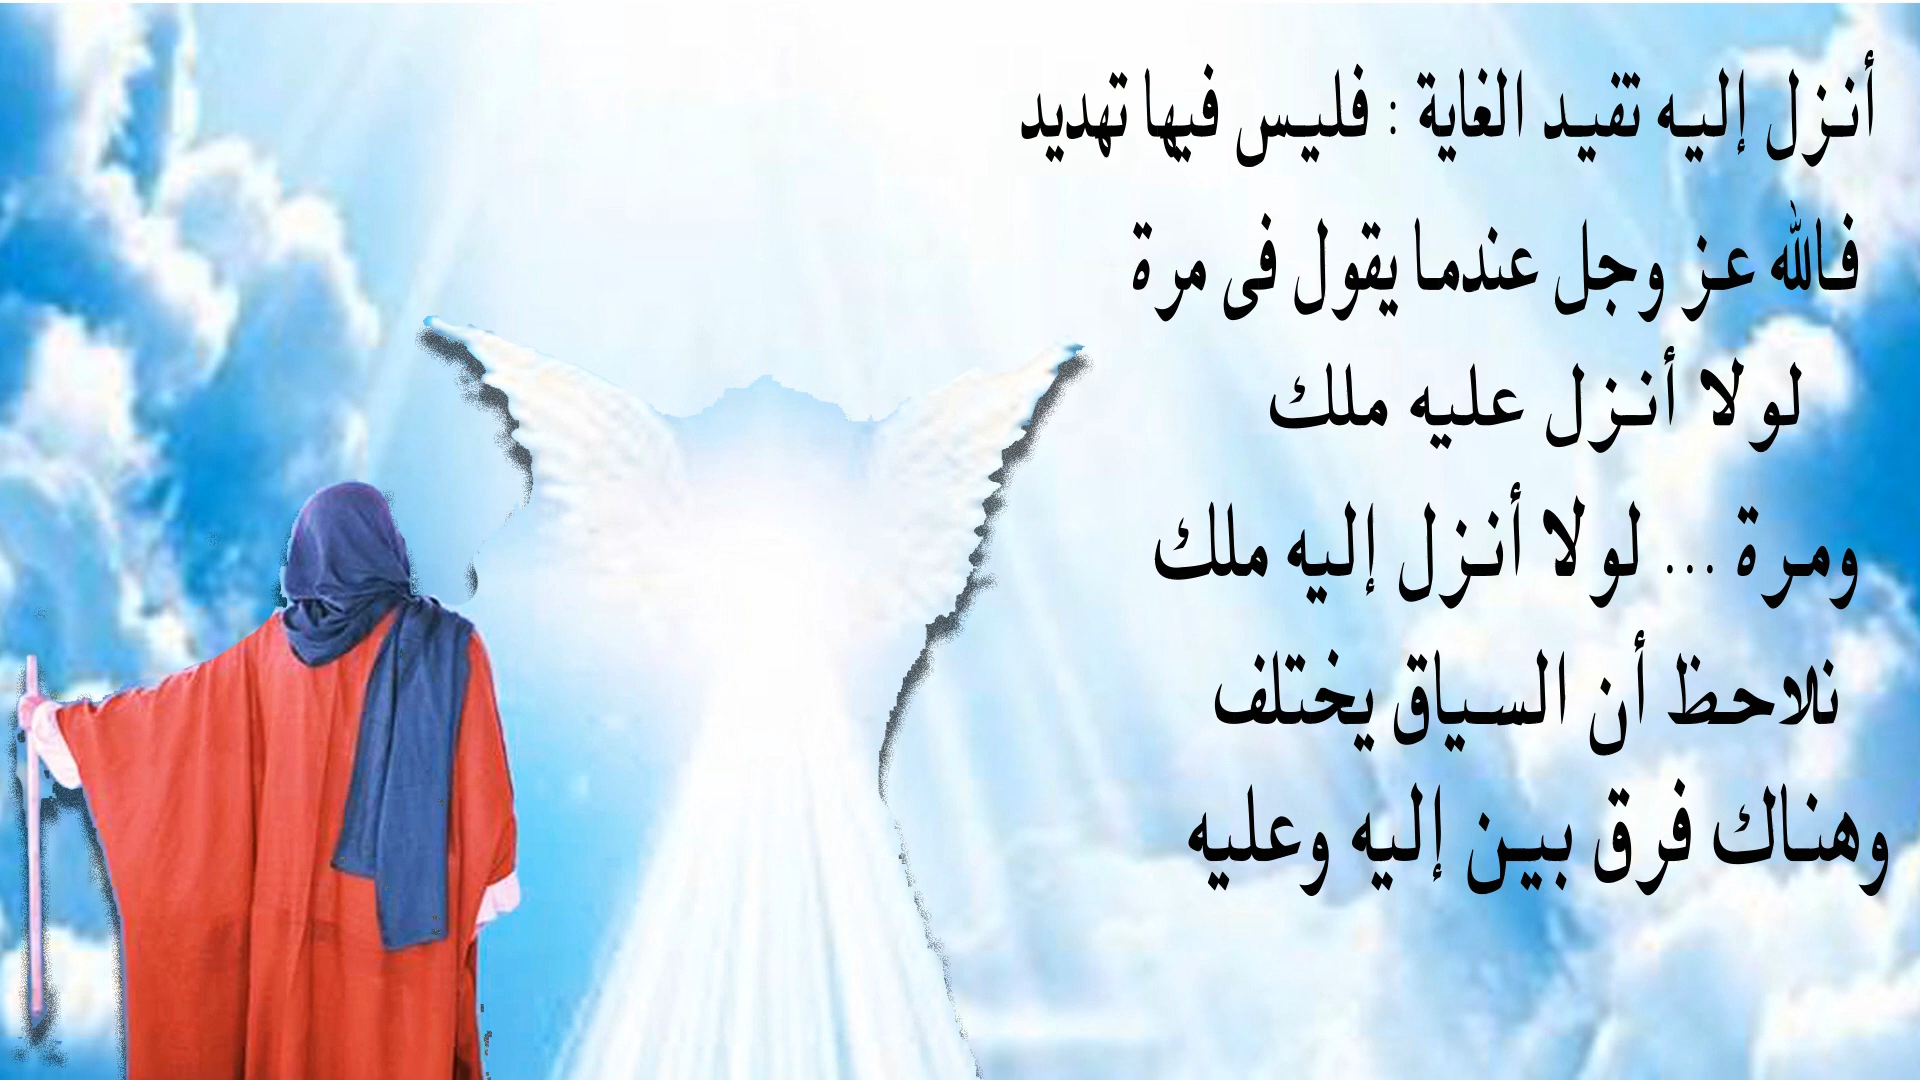 أنزل إليه تفيد الغاية : فليس فيها تهديد
فالله عز وجل عندما يقول فى مرة
لولا أنزل عليه ملك
ومرة ... لولا أنزل إليه ملك
نلاحظ أن السياق يختلف
وهناك فرق بين إليه وعليه